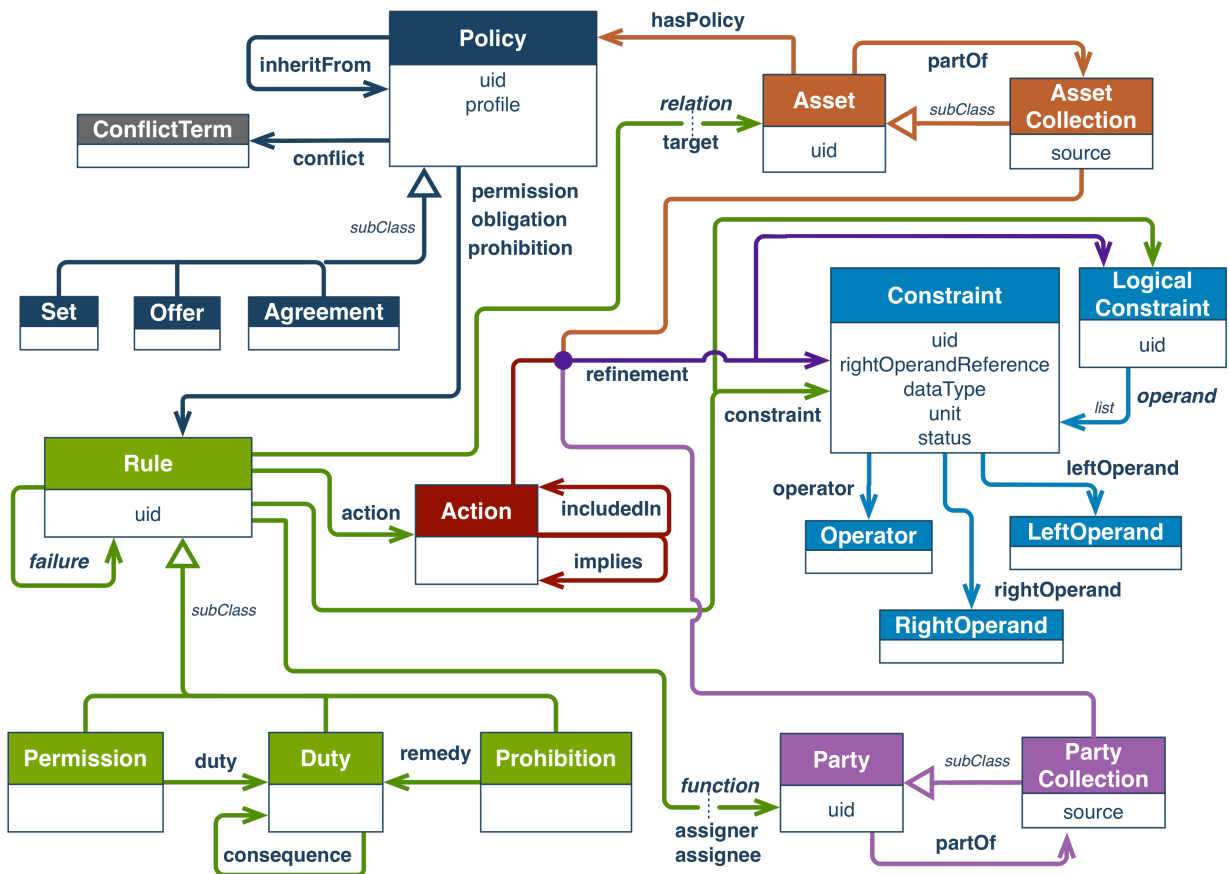 Policy
uid
profile
inheritFrom
hasPolicy
partOf
Asset
uid
Asset
Collection
source
subClass
relation
target
ConflictTerm
conflict
permission
obligation
prohibition
subClass
Set
Offer
Agreement
Constraint
uid
rightOperandReference
dataType
unit
status
Logical
Constraint
uid
operand
list
refinement
constraint
leftOperand
operator
Operator
LeftOperand
rightOperand
RightOperand
Rule
uid
failure
action
Action
includedIn
implies
subClass
Permission
duty
Duty
remedy
Prohibition
consequence
function
assigner
assignee
Party
uid
subClass
Party
Collection
source
partOf